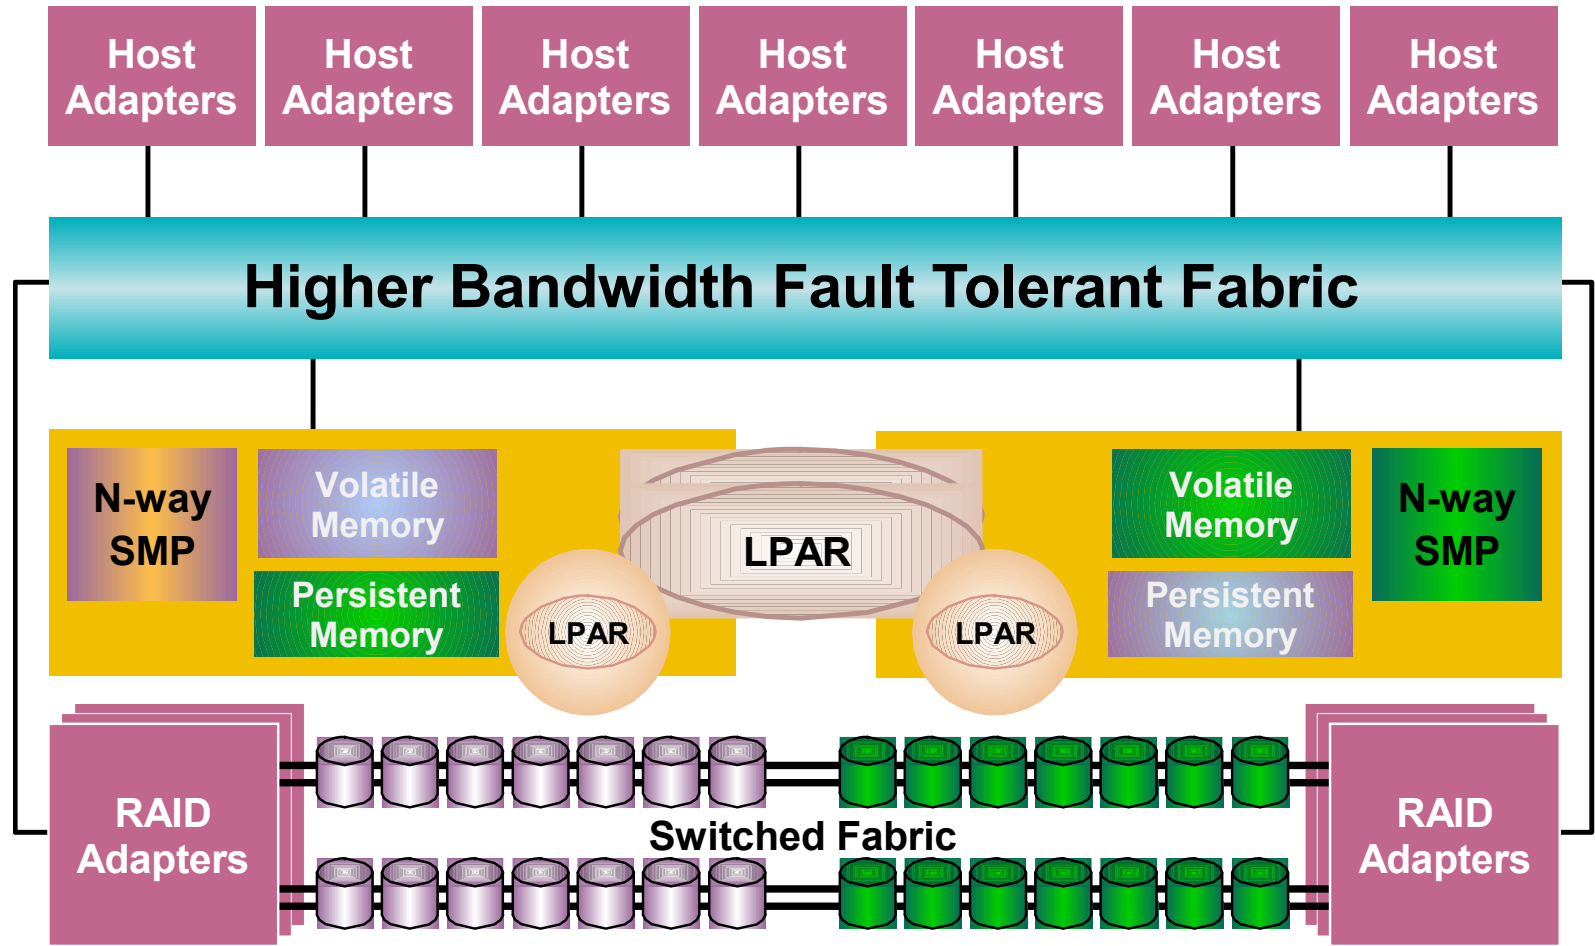 Host
Adapters
Host
Adapters
Host
Adapters
Host
Adapters
Host
Adapters
Host
Adapters
Host
Adapters
Higher Bandwidth Fault Tolerant Fabric
N-way
SMP
Volatile
Memory
Persistent
Memory
LPAR
LPAR
LPAR
Volatile
Memory
Persistent
Memory
N-way
SMP
RAID
Adapters
Switched Fabric
RAID
Adapters